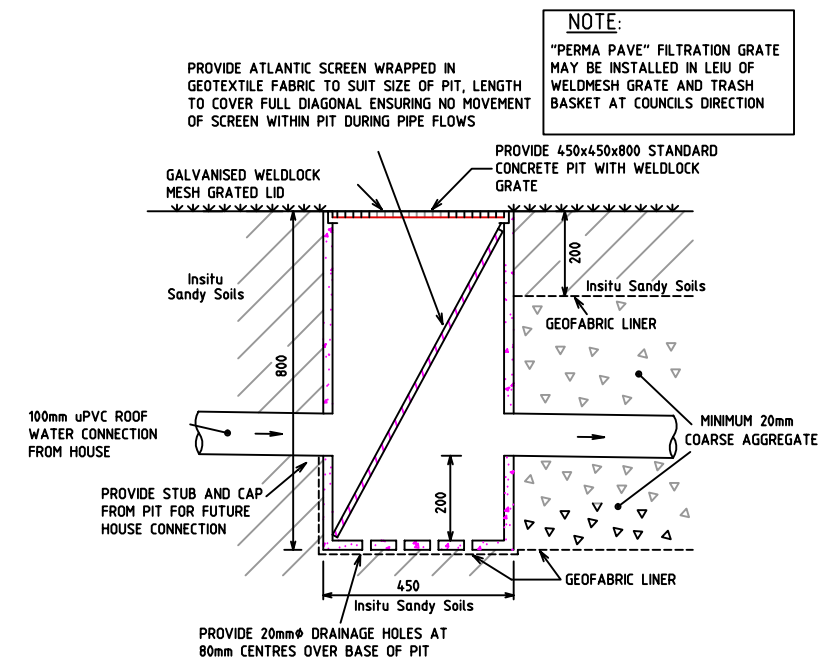 NOTE:
"PERMA PAVE" FILTRATION GRATE
MAY BE INSTALLED IN LEIU OF
WELDMESH GRATE AND TRASH
BASKET AT COUNCILS DIRECTION
PROVIDE ATLANTIC SCREEN WRAPPED IN
GEOTEXTILE FABRIC TO SUIT SIZE OF PIT, LENGTH
TO COVER FULL DIAGONAL ENSURING NO MOVEMENT
OF SCREEN WITHIN PIT DURING PIPE FLOWS
PROVIDE 450x450x800 STANDARD
CONCRETE PIT WITH WELDLOCK
GRATE
GALVANISED WELDLOCK
MESH GRATED LID
200
Insitu
Sandy Soils
Insitu Sandy Soils
GEOFABRIC LINER
800
100mm uPVC ROOF
WATER CONNECTION
FROM HOUSE
MINIMUM 20mm
COARSE AGGREGATE
PROVIDE STUB AND CAP
FROM PIT FOR FUTURE
HOUSE CONNECTION
200
GEOFABRIC LINER
450
Insitu Sandy Soils
PROVIDE 20mmϕ DRAINAGE HOLES AT
80mm CENTRES OVER BASE OF PIT